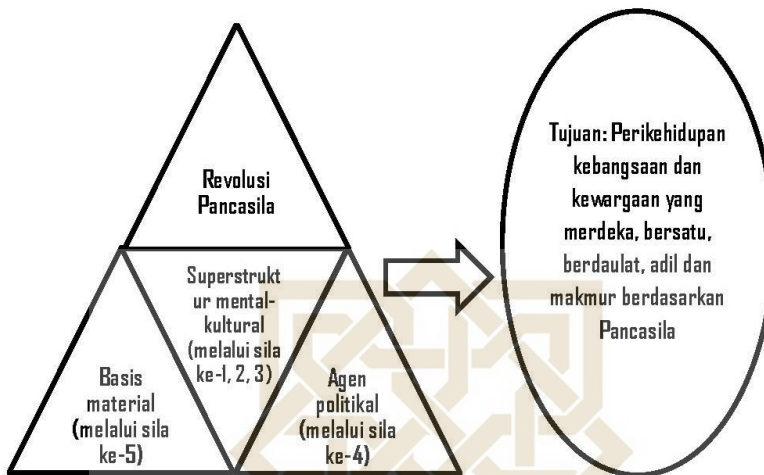 Revolusi
Pancasila
Superstrukt
ur mental-
kultural
(melalui sila
ke-1, 2, 3)
Basis
material
(melalui sila
ke-5)
Agen
politikal
(melalui sila
ke-4)
Tujuan: Perikehidupan
kebangsaan dan
kewargaan yang
merdeka, bersatu,
berdaulat, adil dan
makmur berdasarkan
Pancasila